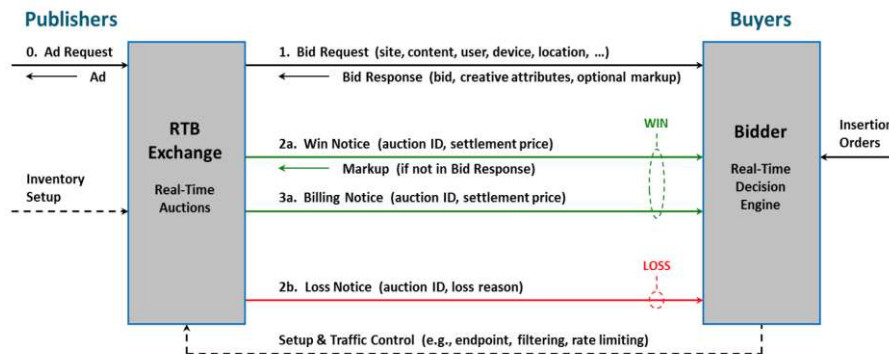 Publishers
Buyers
0. Ad Request
Ad
1. Bid Request (site, content, user, device, location, ...)
Bid Response (bid, creative attributes, optional markup)
RTB
Exchange
Real-Time
Auctions
WIN
2a. Win Notice (auction ID, settlement price)
Markup (if not in Bid Response)
3a. Billing Notice (auction ID, settlement price)
Bidder
Real-Time
Decision
Engine
Insertion
Orders
Inventory
Setup
LOSS
2b. Loss Notice (auction ID, loss reason)
Setup & Traffic Control (e.g., endpoint, filtering, rate limiting)